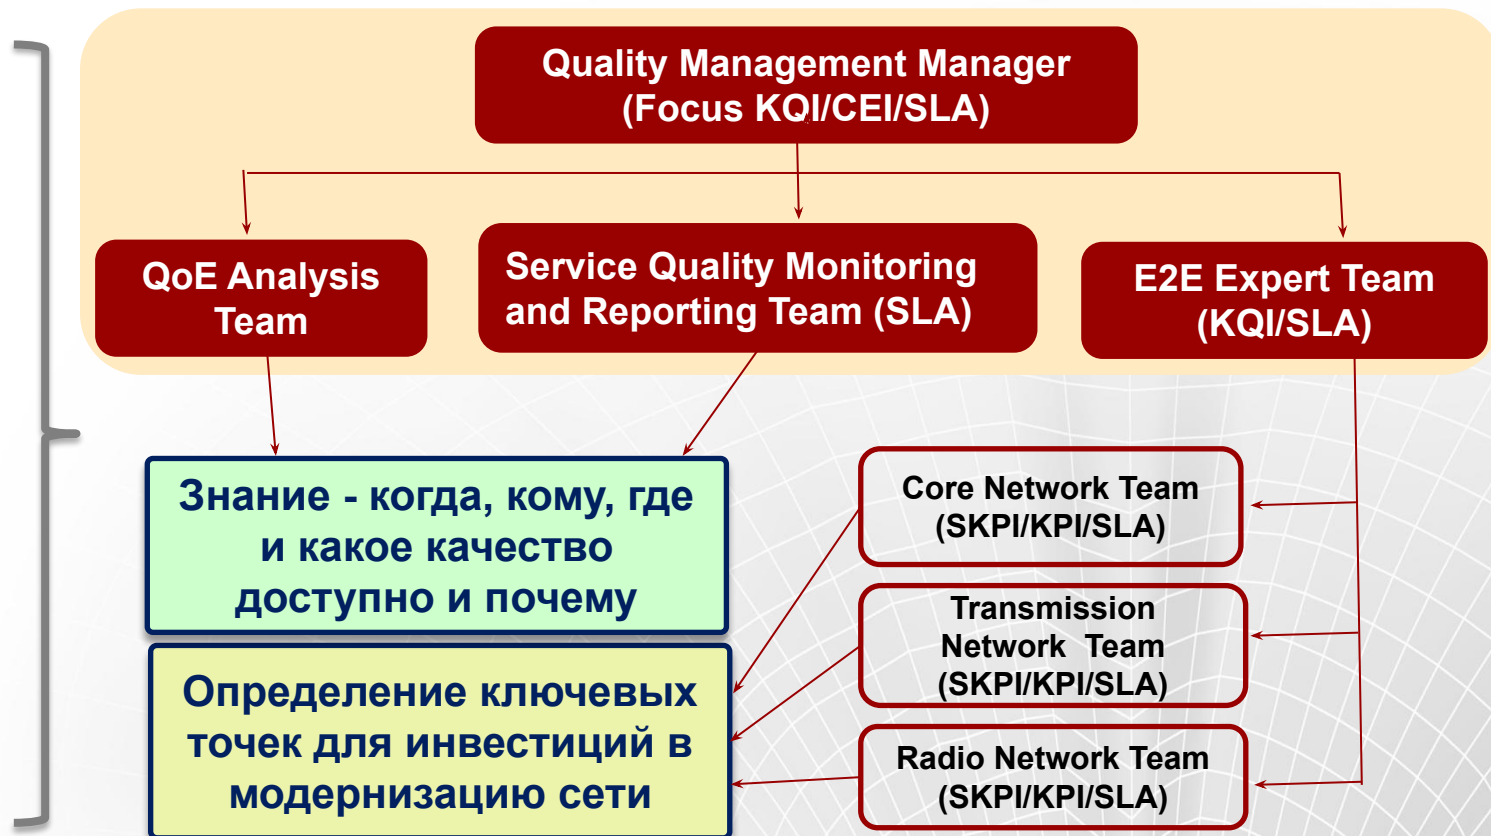 Quality Management Manager
(Focus KQI/CEI/SLA)
QoE Analysis
Team
Service Quality Monitoring
and Reporting Team (SLA)
E2E Expert Team
(KQI/SLA)
Знание - когда, кому, где
и какое качество
доступно и почему
Определение ключевых
точек для инвестиций в
модернизацию сети
Core Network Team
(SKPI/KPI/SLA)
Transmission
Network Team
(SKPI/KPI/SLA)
Radio Network Team
(SKPI/KPI/SLA)